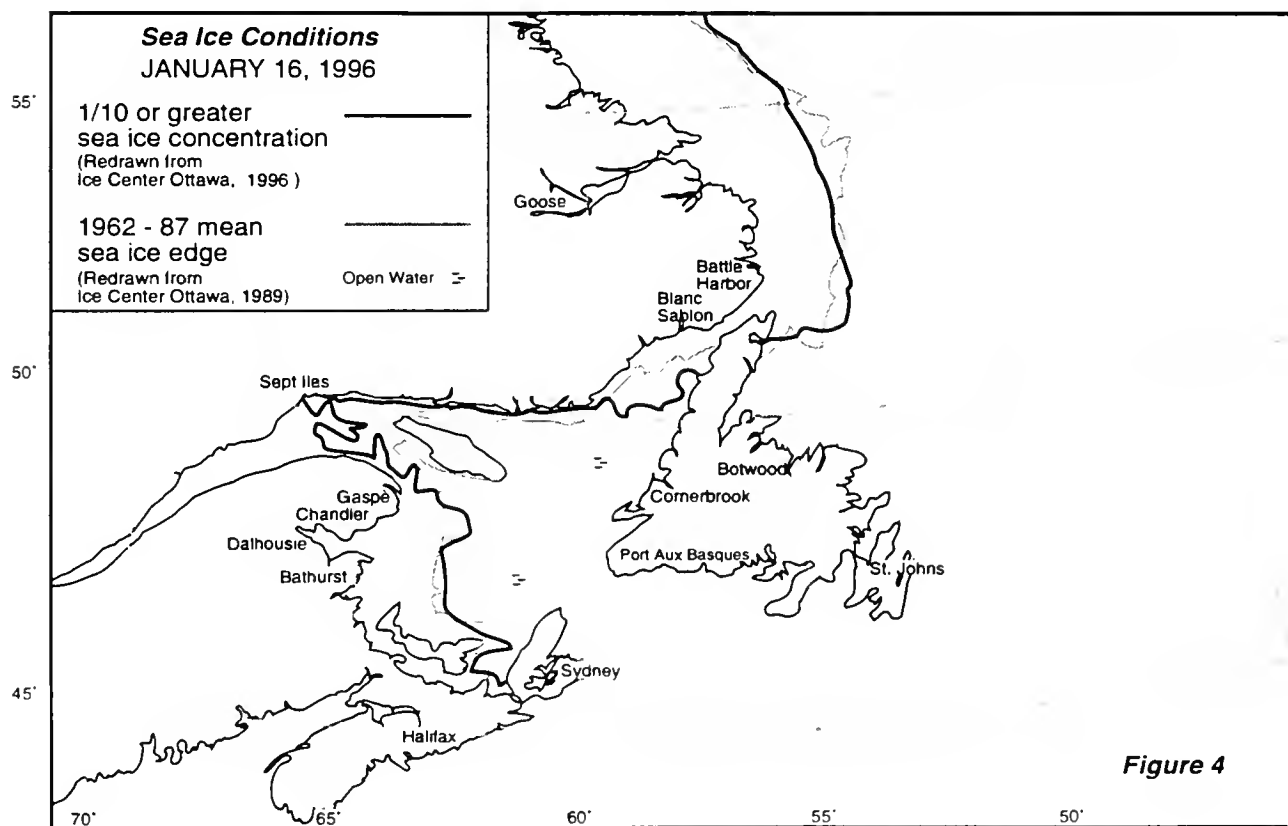 Sea Ice Conditions
JANUARY 16, 1996
1/10 or greater
sea ice concentration
(Redrawn from
Ice Center Ottawa, 1996 )
1962 - 87 mean
sea ice edge
(Redrawn from
Ice Center Ottawa, 1989)
Open Water
55°
Goose
Battle
Harbor
Blanc
Sablon
50°
Sept Iles
Botwood
Gaspè
Cornerbrook
Chandler
Dalhousie
Port Aux Basques
St. Johns
Bathurst
Sydney
45°
Halifax
Figure 4
70°
65°
60°
55°
50°